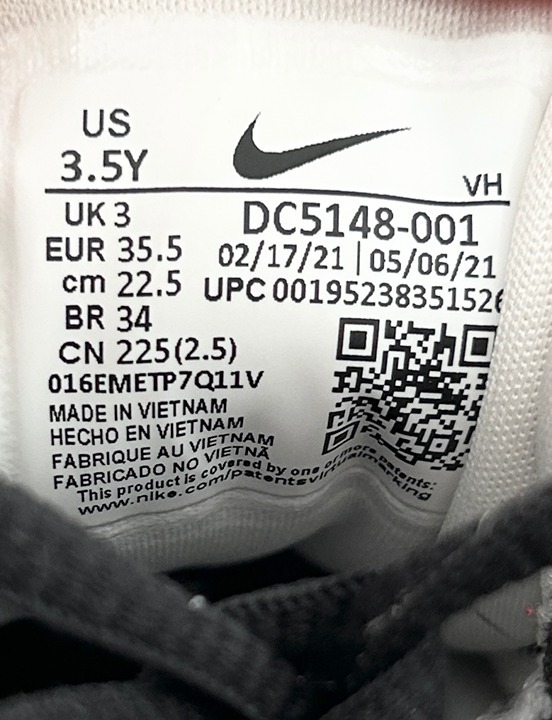 US
3.5Y
VH
UK 3
EUR 35.5
cm 22.5
BR 34
CN 225(2.5)
016EMETP7Q11V
DC5148-001
02/17/21 | 05/06/21
UPC 00195238351526
MADE IN VIETNAM
HECHO EN VIETNAM
FABRIQUE AU VIETNAM
FABRICADO NO VIETNÃ
This product is covered by one or more patents:
www.nike.com/patentsvirtualmarking